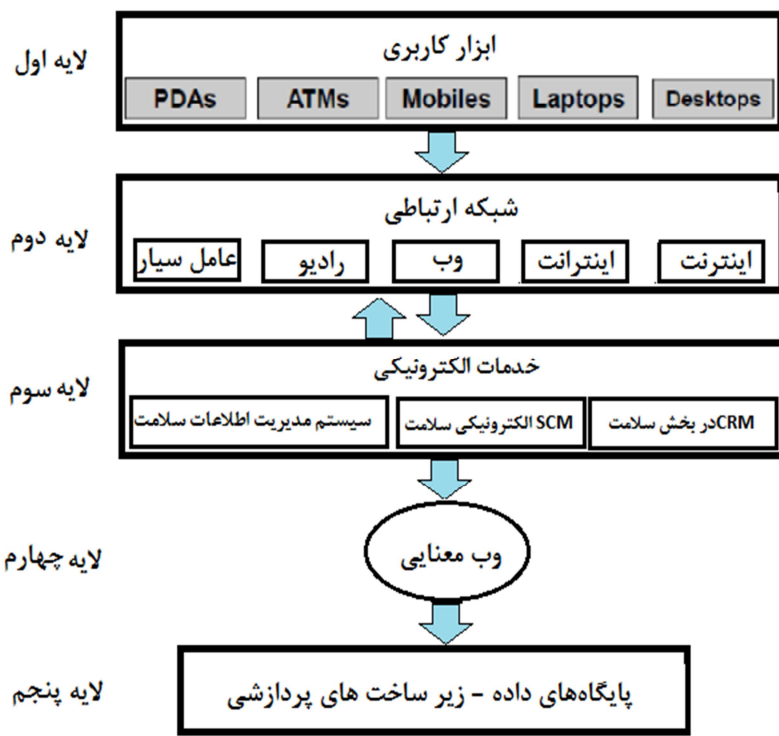 لایه اول
ابزار کاربری
PDAs ATMs Mobiles Laptops Desktops
لایه دوم
شبکه ارتباطی
اینترنت اینترانت وب رادیو عامل سیار
لایه سوم
خدمات الکترونیکی
CRMدر بخش سلامت SCM الکترونیکی سلامت سیستم مدیریت اطلاعات سلامت
لایه چهارم
وب معنایی
لایه پنجم
پایگاه‌های داده - زیر ساخت های پردازشی